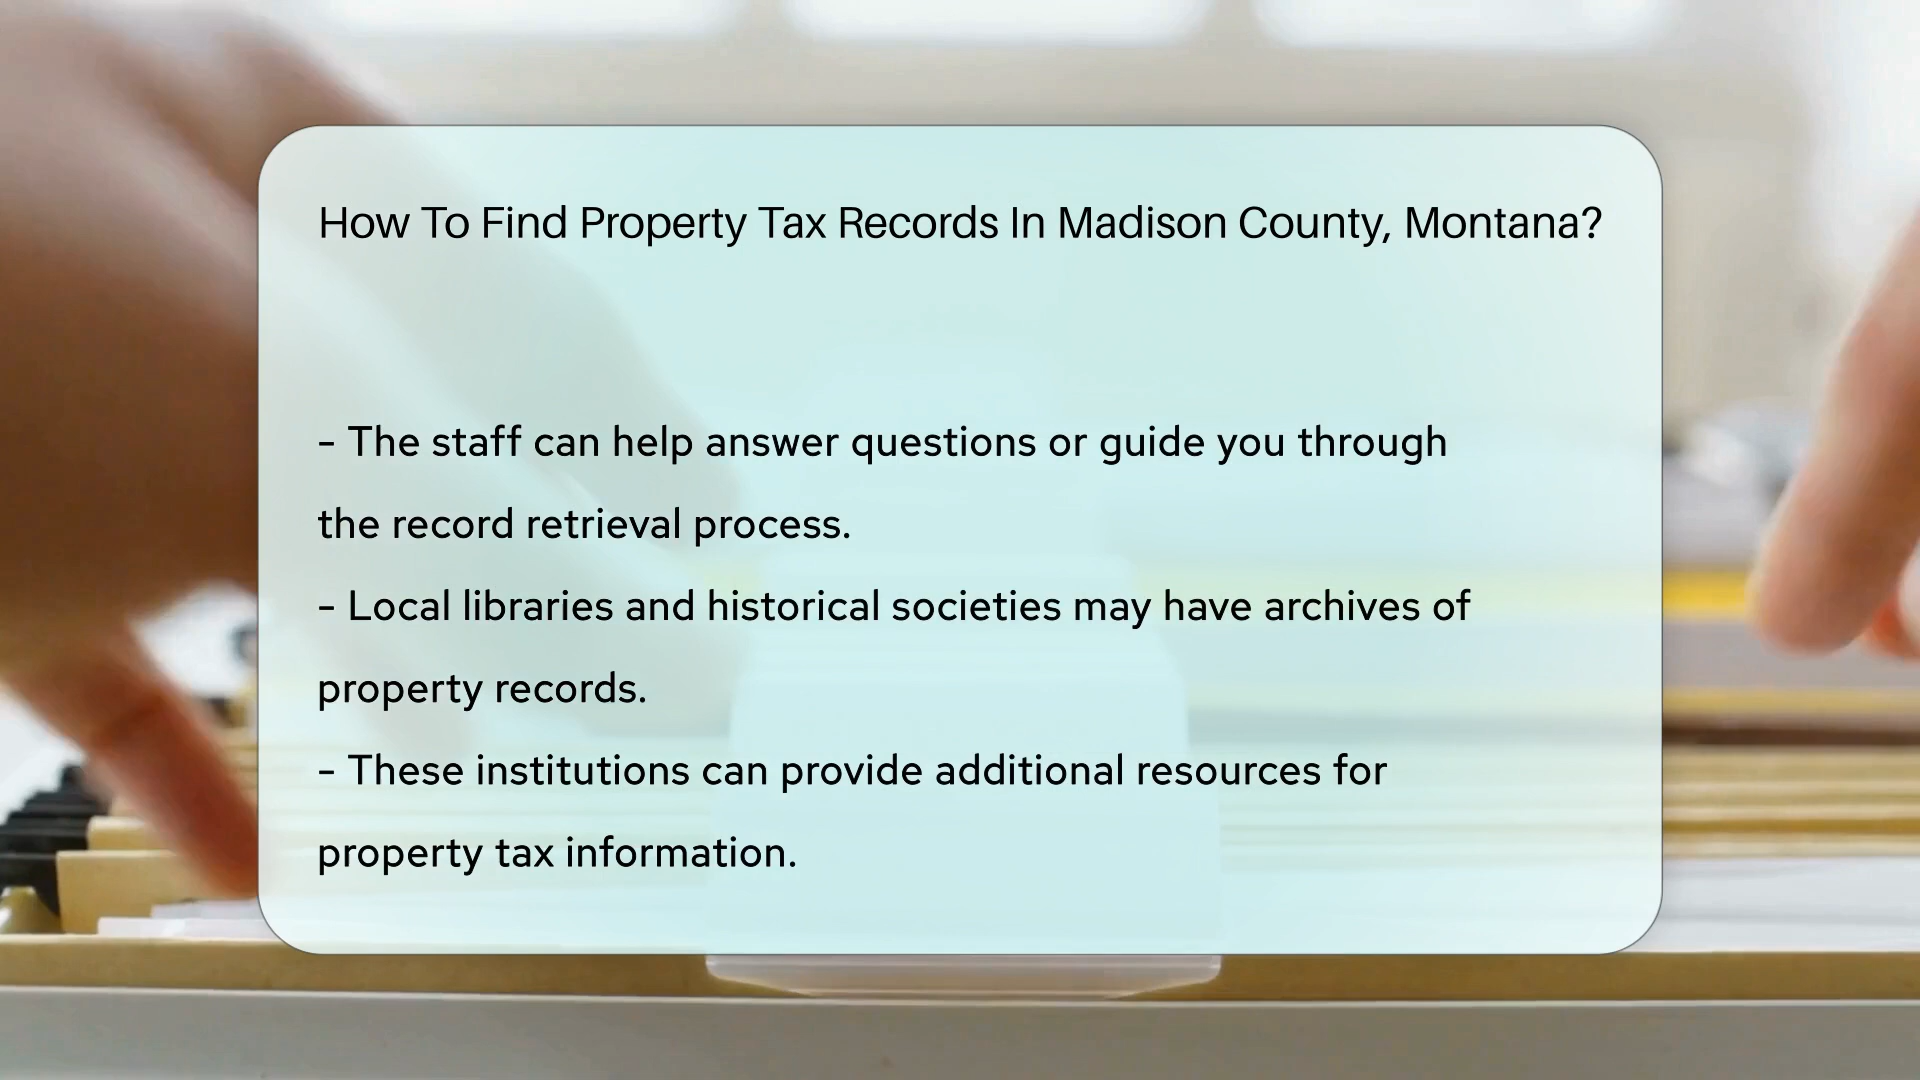 How To Find Property Tax Records In Madison County, Montana?
- The staff can help answer questions or guide you through
the record retrieval process.
- Local libraries and historical societies may have archives of
property records.
- These institutions can provide additional resources for
property tax information.